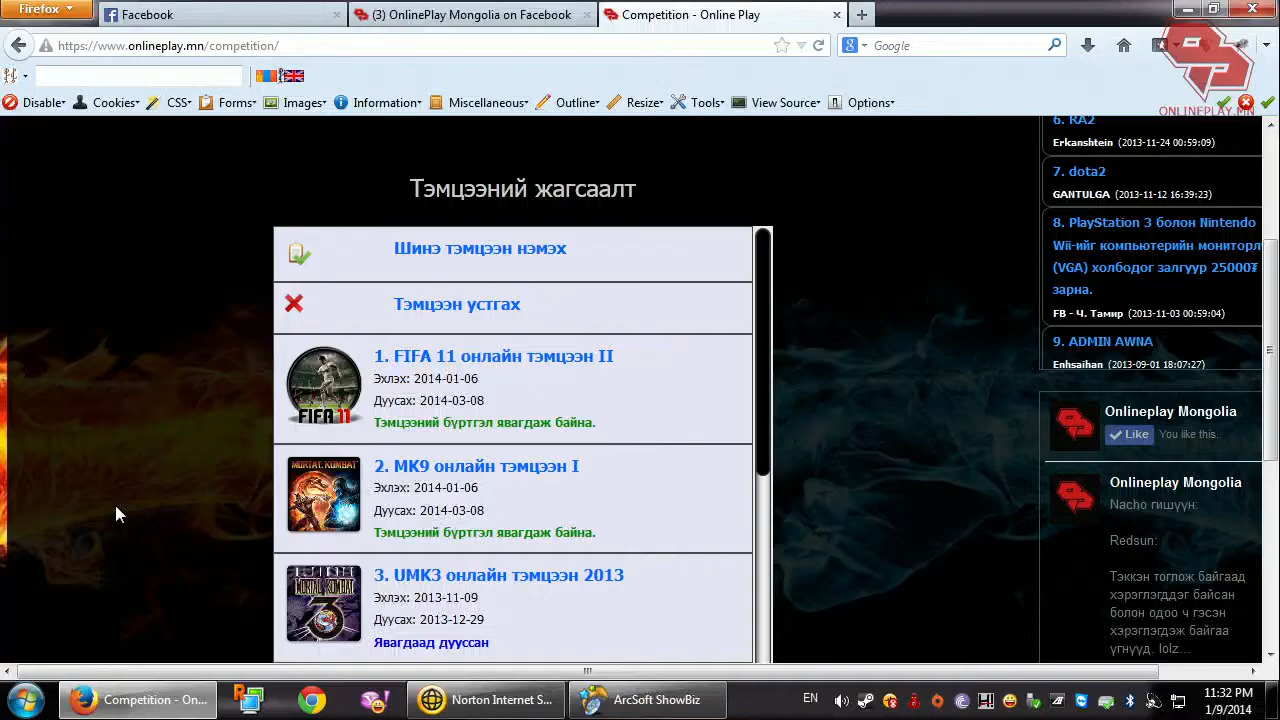 Firefox
Facebook
(3) OnlinePlay Mongolia on Facebook
Competition - Online Play
https://www.onlineplay.mn/competition/
Google
Disable
Cookies
CSS
Forms
Images
Information
Miscellaneous
Outline
Resize
Tools
View Source
Options
ONLINEPLAY.MN
Тэмцээний жагсаалт
Шинэ тэмцээн нэмэх
Тэмцээн устгах
1. FIFA 11 онлайн тэмцээн II
Эхлэх: 2014-01-06
Дуусах: 2014-03-08
Тэмцээний бүртгэл явагдаж байна.
FIFA 11
2. MK9 онлайн тэмцээн I
Эхлэх: 2014-01-06
Дуусах: 2014-03-08
Тэмцээний бүртгэл явагдаж байна.
MORTAL KOMBAT
3. UMK3 онлайн тэмцээн 2013
Эхлэх: 2013-11-09
Дуусах: 2013-12-29
Явагдаад дууссан
ULTIMATE
MORTAL KOMBAT
3
6. RA2
Erkanshtein (2013-11-24 00:59:09)
7. dota2
GANTULGA (2013-11-12 16:39:23)
8. PlayStation 3 болон Nintendo
Wii-ийг компьютерийн мониторл
(VGA) холбодог залгуур 25000₮
зарна.
FB - Ч. Тамир (2013-11-03 00:59:04)
9. ADMIN AWNA
Enhsaihan (2013-09-01 18:07:27)
Onlineplay Mongolia
Like You like this.
Onlineplay Mongolia
Nacho гишүүн:
Redsun:
Тэккэн тоглож байгаад
хэрэглэгддэг байсан
болон одоо ч гэсэн
хэрэглэгдэж байгаа
үгнүүд. lolz...
Competition - On...
Norton Internet S...
ArcSoft ShowBiz
EN
11:32 PM
1/9/2014